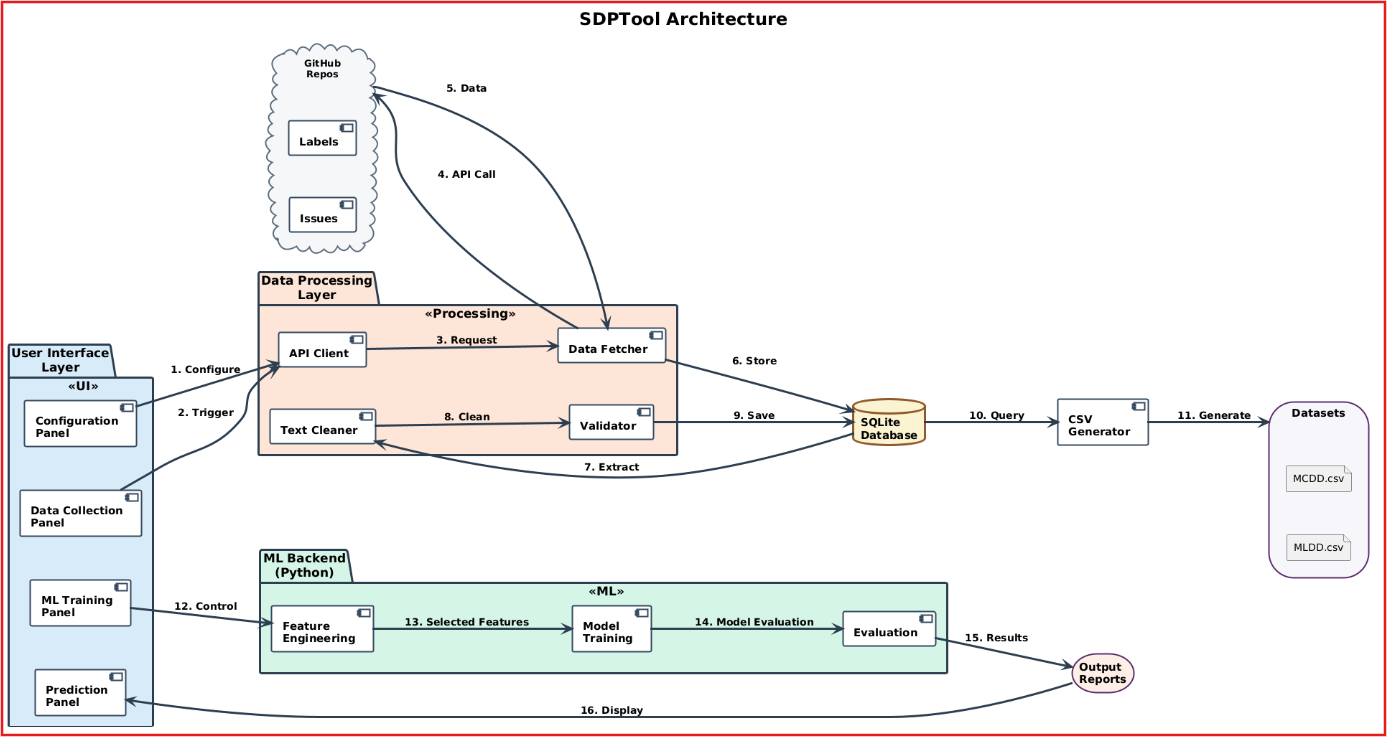 SDPTool Architecture
GitHub
Repos
Labels
Issues
5. Data
4. API Call
Data Processing
Layer
«Processing»
API Client
3. Request
Data Fetcher
Text Cleaner
8. Clean
Validator
User Interface
Layer
«UI»
Configuration
Panel
Data Collection
Panel
ML Training
Panel
Prediction
Panel
1. Configure
2. Trigger
6. Store
9. Save
7. Extract
SQLite
Database
10. Query
CSV
Generator
11. Generate
Datasets
MCDD.csv
MLDD.csv
ML Backend
(Python)
«ML»
12. Control
Feature
Engineering
13. Selected Features
Model
Training
14. Model Evaluation
Evaluation
15. Results
Output
Reports
16. Display